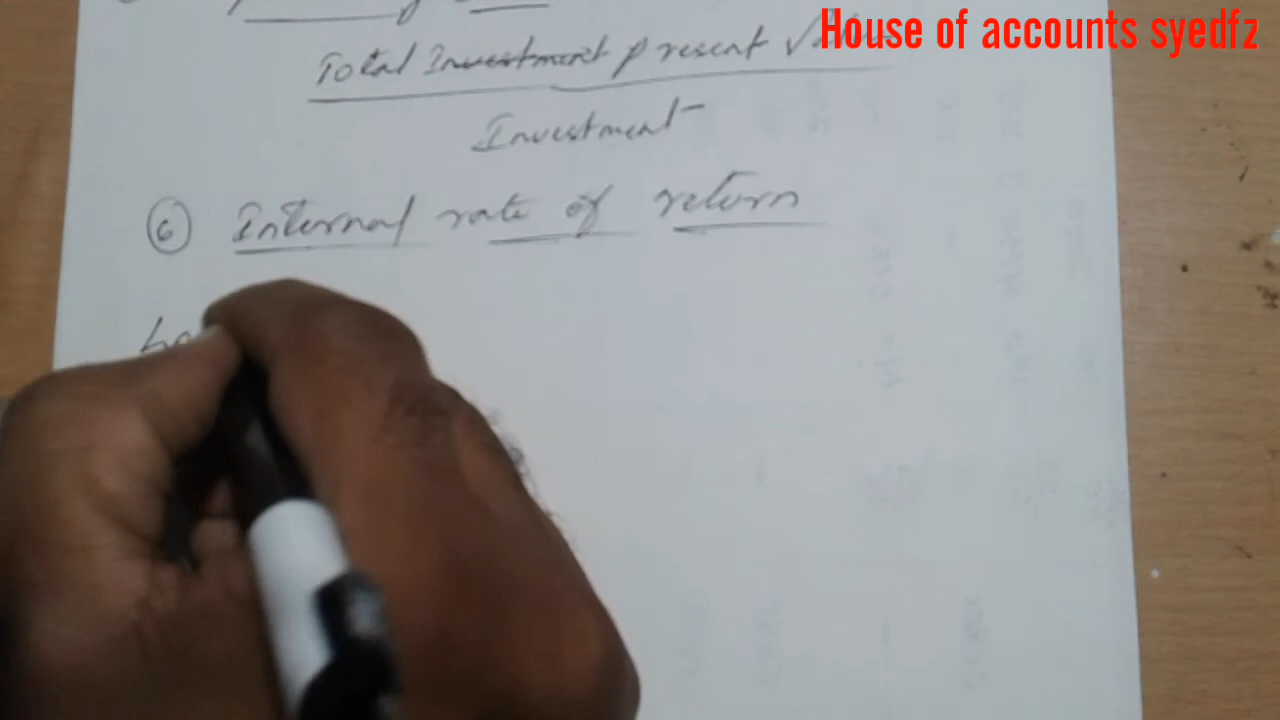 House of accounts syedfz
Total Investment present
Investment
6 Internal rate of return